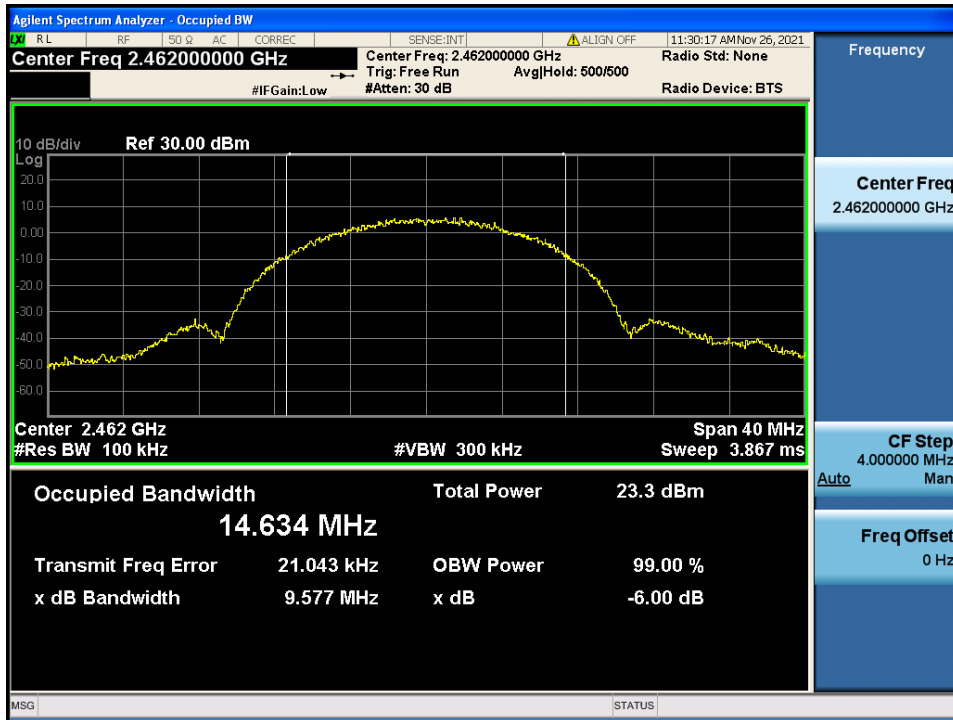 Agilent Spectrum Analyzer - Occupied BW
LXI RL RF 50 Ω AC CORREC SENSE:INT ALIGN OFF 11:30:17 AM Nov 26, 2021
Center Freq 2.462000000 GHz
Center Freq: 2.462000000 GHz
Radio Std: None
Trig: Free Run Avg|Hold: 500/500
#IFGain:Low
#Atten: 30 dB
Radio Device: BTS
10 dB/div Ref 30.00 dBm
Log
20.0
10.0
0.00
-10.0
-20.0
-30.0
-40.0
-50.0
-60.0
Center 2.462 GHz Span 40 MHz
#Res BW 100 kHz #VBW 300 kHz Sweep 3.867 ms
Occupied Bandwidth Total Power 23.3 dBm
14.634 MHz
Transmit Freq Error 21.043 kHz OBW Power 99.00 %
x dB Bandwidth 9.577 MHz x dB -6.00 dB
MSG STATUS
Frequency
Center Freq
2.462000000 GHz
CF Step
4.000000 MHz
Auto Man
Freq Offset
0 Hz